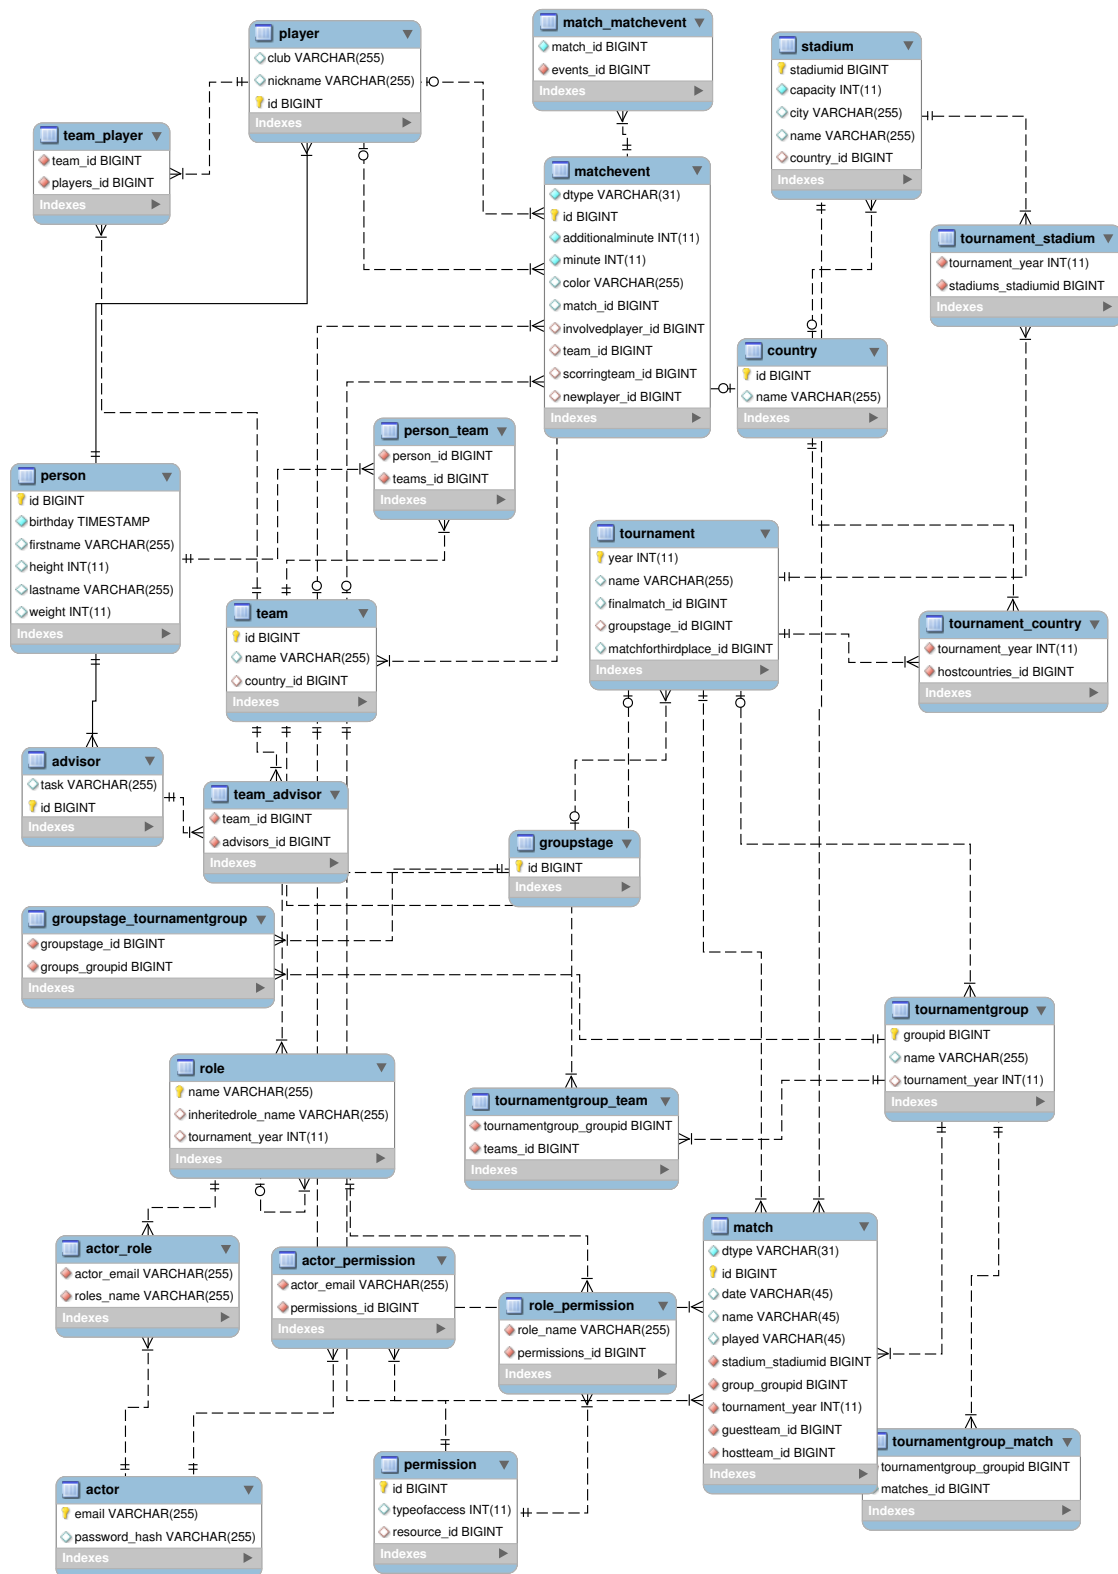 player
club VARCHAR(255)
nickname VARCHAR(255)
id BIGINT
Indexes
match_matchevent
match_id BIGINT
events_id BIGINT
Indexes
stadium
stadiumid BIGINT
capacity INT(11)
city VARCHAR(255)
name VARCHAR(255)
country_id BIGINT
Indexes
team_player
team_id BIGINT
players_id BIGINT
Indexes
matchevent
dtype VARCHAR(31)
id BIGINT
additionalminute INT(11)
minute INT(11)
color VARCHAR(255)
match_id BIGINT
involvedplayer_id BIGINT
team_id BIGINT
scorringteam_id BIGINT
newplayer_id BIGINT
Indexes
tournament_stadium
tournament_year INT(11)
stadiums_stadiumid BIGINT
Indexes
country
id BIGINT
name VARCHAR(255)
Indexes
person_team
person_id BIGINT
teams_id BIGINT
Indexes
person
id BIGINT
birthday TIMESTAMP
firstname VARCHAR(255)
height INT(11)
lastname VARCHAR(255)
weight INT(11)
Indexes
tournament
year INT(11)
name VARCHAR(255)
finalmatch_id BIGINT
groupstage_id BIGINT
matchforthirdplace_id BIGINT
Indexes
team
id BIGINT
name VARCHAR(255)
country_id BIGINT
Indexes
tournament_country
tournament_year INT(11)
hostcountries_id BIGINT
Indexes
advisor
task VARCHAR(255)
id BIGINT
Indexes
team_advisor
team_id BIGINT
advisors_id BIGINT
Indexes
groupstage
id BIGINT
Indexes
groupstage_tournamentgroup
groupstage_id BIGINT
groups_groupid BIGINT
Indexes
tournamentgroup
groupid BIGINT
name VARCHAR(255)
tournament_year INT(11)
Indexes
role
name VARCHAR(255)
inheritedrole_name VARCHAR(255)
tournament_year INT(11)
Indexes
tournamentgroup_team
tournamentgroup_groupid BIGINT
teams_id BIGINT
Indexes
match
dtype VARCHAR(31)
id BIGINT
date VARCHAR(45)
name VARCHAR(45)
played VARCHAR(45)
stadium_stadiumid BIGINT
group_groupid BIGINT
tournament_year INT(11)
guestteam_id BIGINT
hostteam_id BIGINT
Indexes
actor_role
actor_email VARCHAR(255)
roles_name VARCHAR(255)
Indexes
actor_permission
actor_email VARCHAR(255)
permissions_id BIGINT
Indexes
role_permission
role_name VARCHAR(255)
permissions_id BIGINT
Indexes
tournamentgroup_match
tournamentgroup_groupid BIGINT
matches_id BIGINT
Indexes
permission
id BIGINT
typeofaccess INT(11)
resource_id BIGINT
Indexes
actor
email VARCHAR(255)
password_hash VARCHAR(255)
Indexes